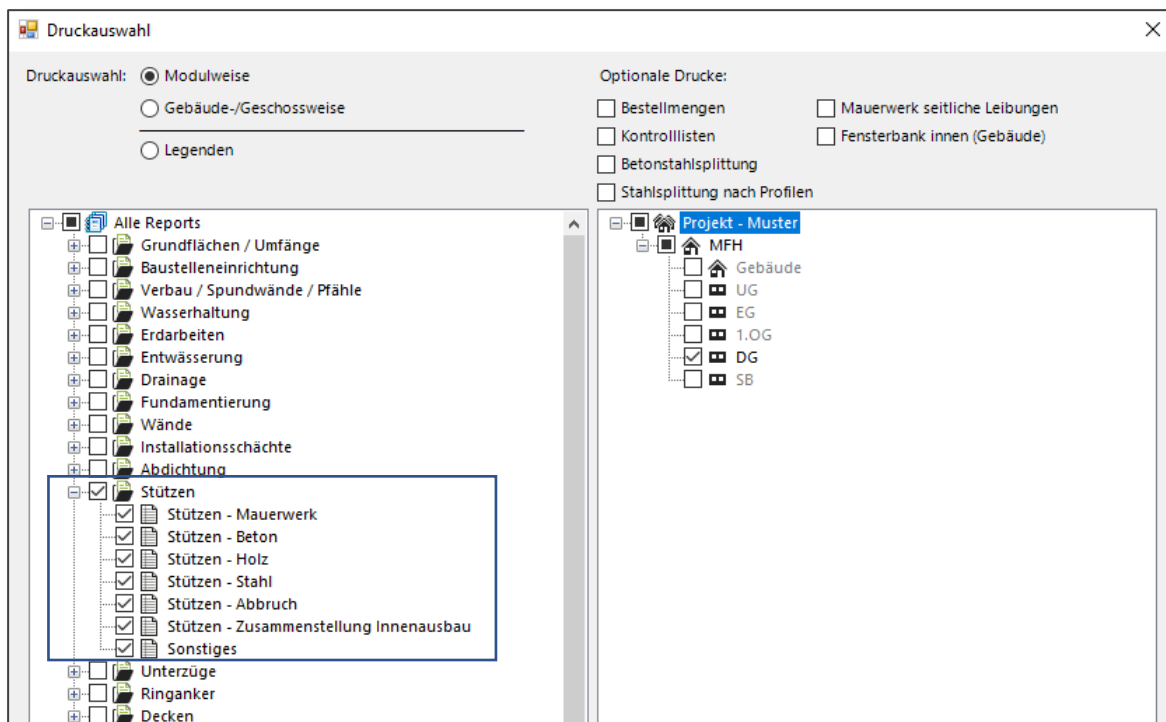 Druckauswahl
Druckauswahl: Modulweise
Gebäude-/Geschossweise
Legenden
Optionale Drucke:
Bestellmengen
Mauerwerk seitliche Leibungen
Kontrolllisten
Fensterbank innen (Gebäude)
Betonstahlsplittung
Stahlsplittung nach Profilen
Alle Reports
Grundflächen / Umfänge
Baustelleneinrichtung
Verbau / Spundwände / Pfähle
Wasserhaltung
Erdarbeiten
Entwässerung
Drainage
Fundamentierung
Wände
Installationsschächte
Abdichtung
Stützen
Stützen - Mauerwerk
Stützen - Beton
Stützen - Holz
Stützen - Stahl
Stützen - Abbruch
Stützen - Zusammenstellung Innenausbau
Sonstiges
Unterzüge
Ringanker
Decken
Projekt - Muster
MFH
Gebäude
UG
EG
1.OG
DG
SB